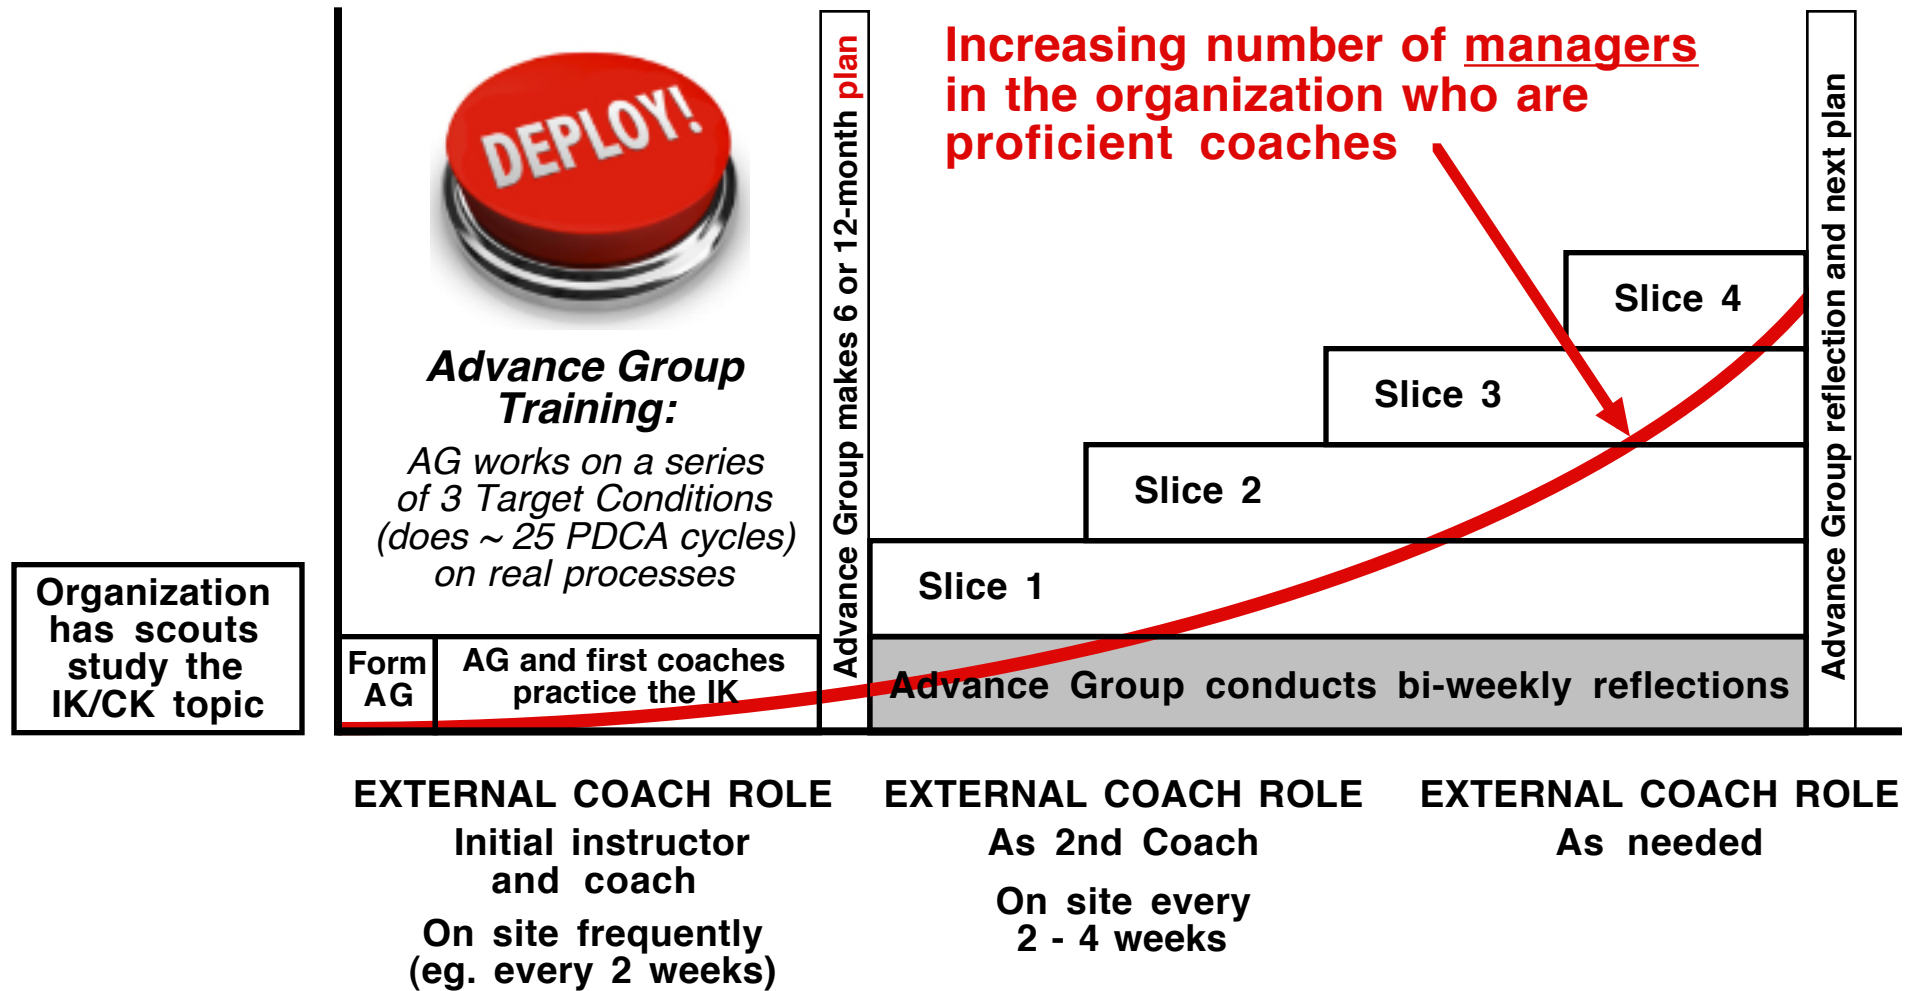 Organization
has scouts
study the
IK/CK topic
DEPLOY!
Advance Group
Training:
AG works on a series
of 3 Target Conditions
(does ~ 25 PDCA cycles)
on real processes
Form
AG
AG and first coaches
practice the IK
Advance Group makes 6 or 12-month plan
Increasing number of managers
in the organization who are
proficient coaches
Slice 4
Slice 3
Slice 2
Slice 1
Advance Group conducts bi-weekly reflections
Advance Group reflection and next plan
EXTERNAL COACH ROLE
Initial instructor
and coach
On site frequently
(eg. every 2 weeks)
EXTERNAL COACH ROLE
As 2nd Coach
On site every
2 - 4 weeks
EXTERNAL COACH ROLE
As needed